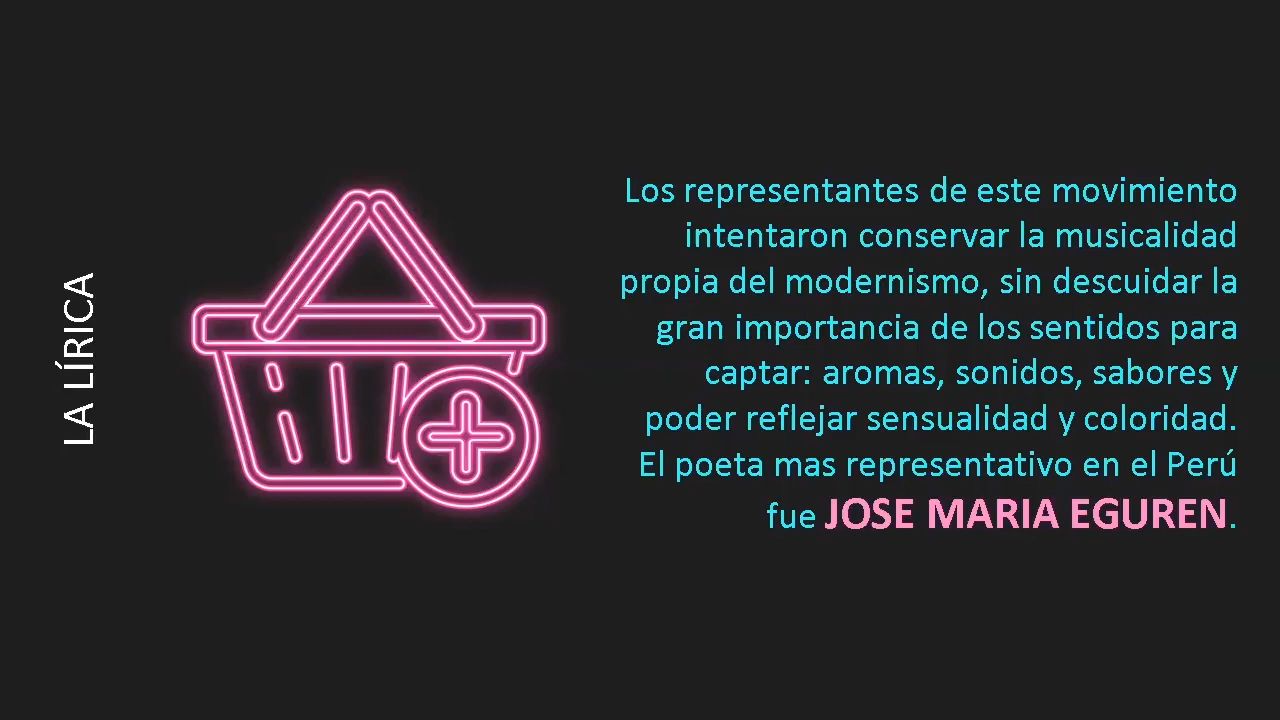 LA LÍRICA
Los representantes de este movimiento
intentaron conservar la musicalidad
propia del modernismo, sin descuidar la
gran importancia de los sentidos para
captar: aromas, sonidos, sabores y
poder reflejar sensualidad y coloridad.
El poeta mas representativo en el Perú
fue JOSE MARIA EGUREN.